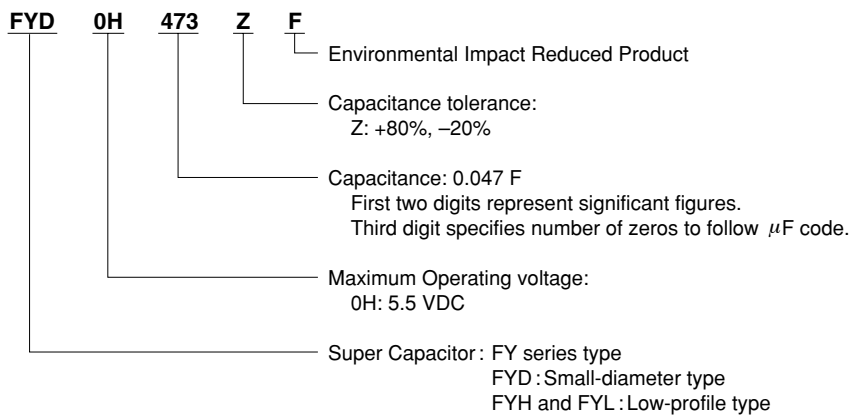 FYD 0H 473 Z F
Environmental Impact Reduced Product
Capacitance tolerance:
Z: +80%, –20%
Capacitance: 0.047 F
First two digits represent significant figures.
Third digit specifies number of zeros to follow μF code.
Maximum Operating voltage:
0H: 5.5 VDC
Super Capacitor : FY series type
FYD : Small-diameter type
FYH and FYL : Low-profile type